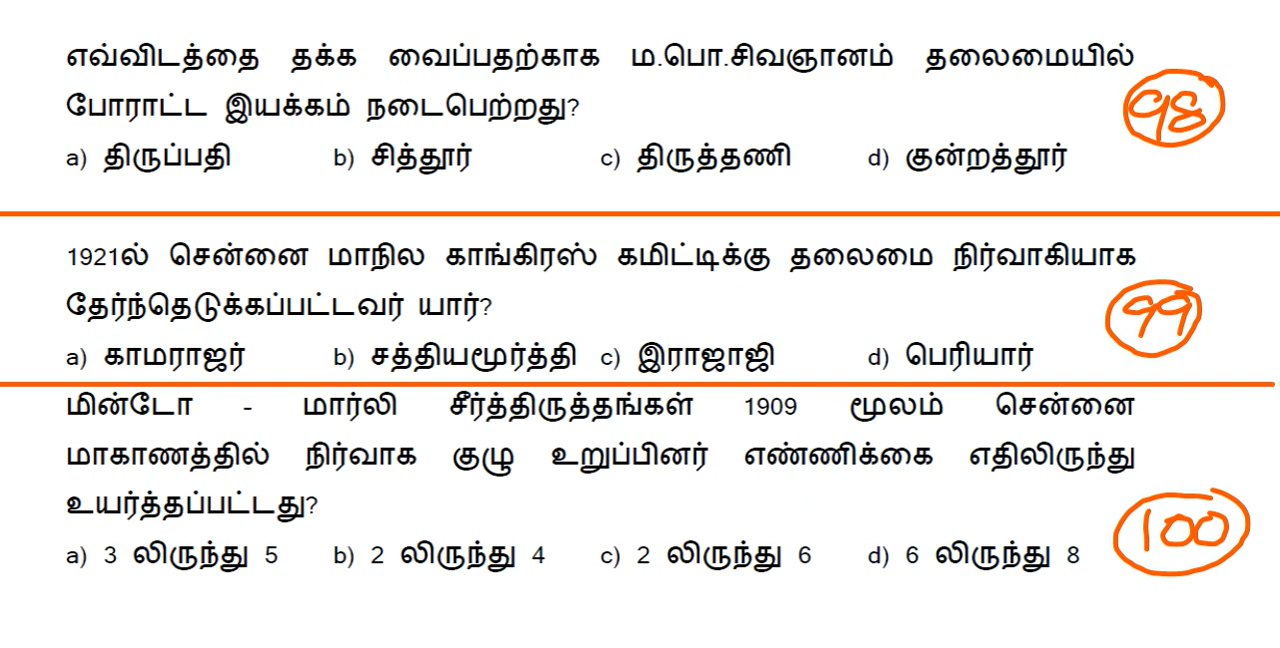 எவ்விடத்தை தக்க வைப்பதற்காக ம.பொ.சிவஞானம் தலைமையில்
போராட்ட இயக்கம் நடைபெற்றது?
98
a) திருப்பதி b) சித்தூர் c) திருத்தணி d) குன்றத்தூர்
1921ல் சென்னை மாநில காங்கிரஸ் கமிட்டிக்கு தலைமை நிர்வாகியாக
தேர்ந்தெடுக்கப்பட்டவர் யார்?
99
a) காமராஜர் b) சத்தியமூர்த்தி c) இராஜாஜி d) பெரியார்
மின்டோ - மார்லி சீர்த்திருத்தங்கள் 1909 மூலம் சென்னை
மாகாணத்தில் நிர்வாக குழு உறுப்பினர் எண்ணிக்கை எதிலிருந்து
உயர்த்தப்பட்டது?
100
a) 3 லிருந்து 5 b) 2 லிருந்து 4 c) 2 லிருந்து 6 d) 6 லிருந்து 8